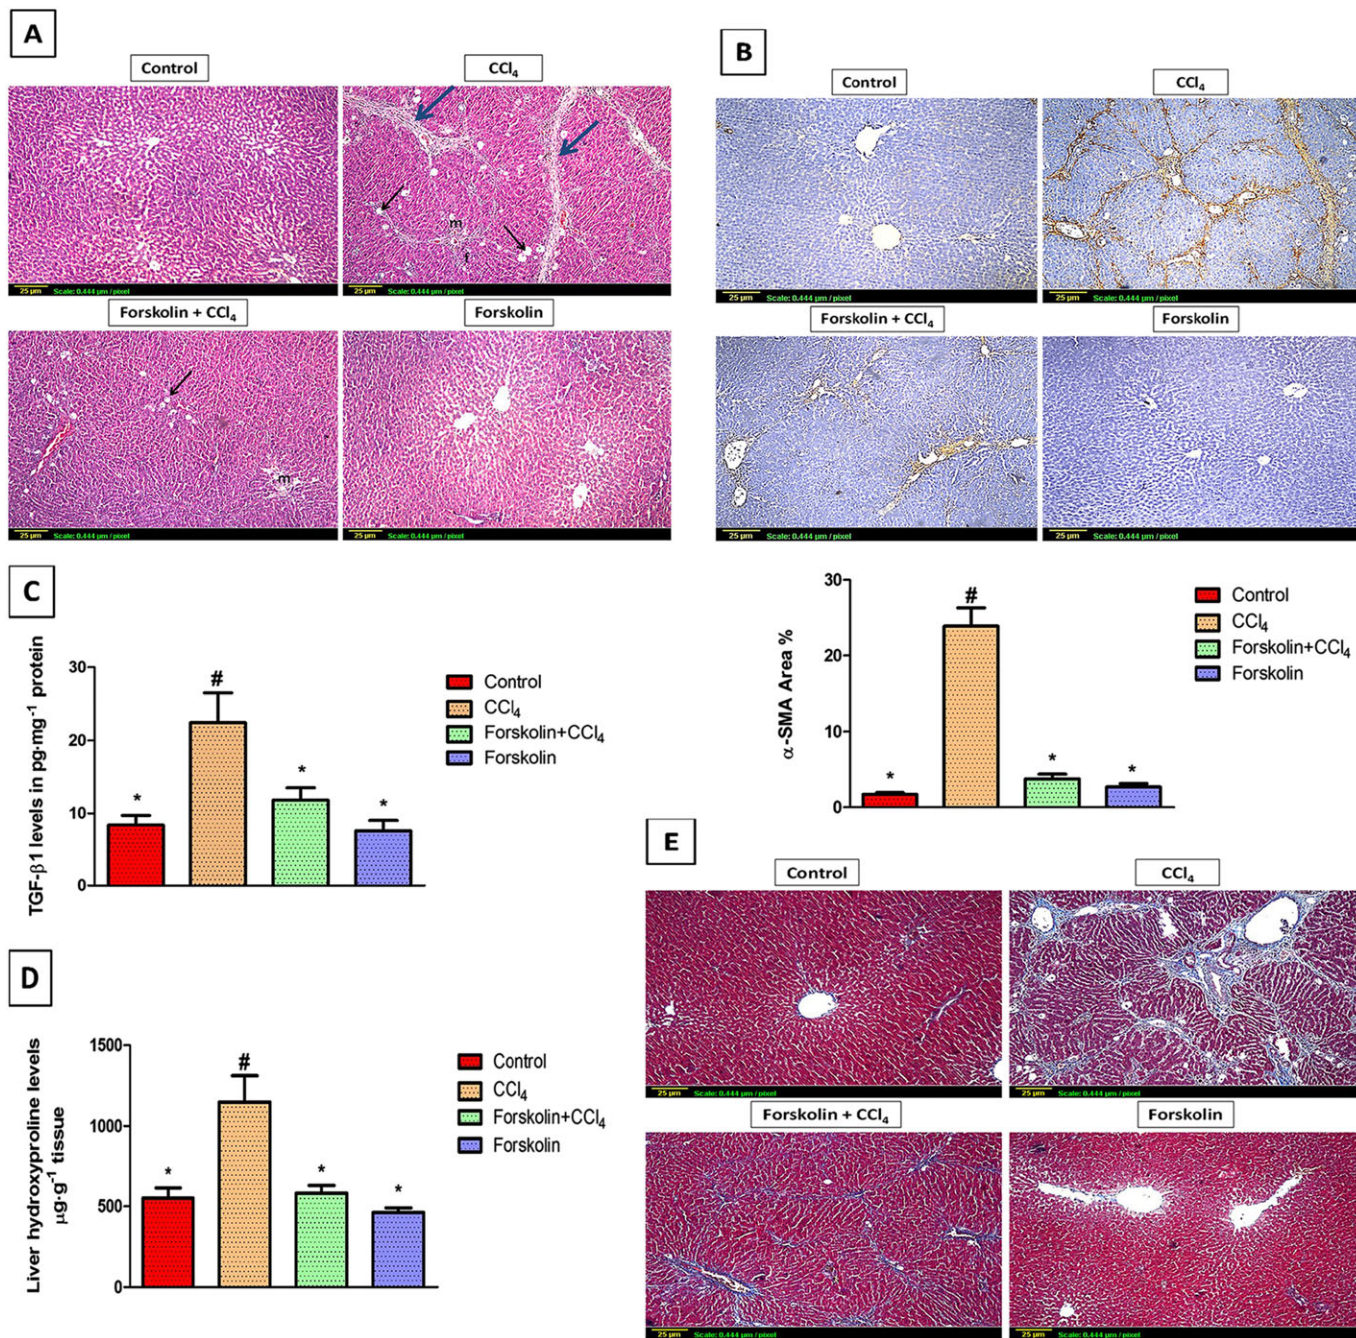 A
Control
CCl₄
m
f
25 µm Scale: 0.444 µm / pixel
25 µm Scale: 0.444 µm / pixel
Forskolin + CCl₄
Forskolin
m
25 µm Scale: 0.444 µm / pixel
25 µm Scale: 0.444 µm / pixel
B
Control
CCl₄
25 µm Scale: 0.444 µm / pixel
25 µm Scale: 0.444 µm / pixel
Forskolin + CCl₄
Forskolin
25 µm Scale: 0.444 µm / pixel
25 µm Scale: 0.444 µm / pixel
α-SMA Area %
30
20
10
0
*
#
*
*
Control
CCl₄
Forskolin+CCl₄
Forskolin
C
TGF-β1 levels in pg·mg⁻¹ protein
30
20
10
0
*
#
*
*
Control
CCl₄
Forskolin+CCl₄
Forskolin
D
Liver hydroxyproline levels
µg·g⁻¹ tissue
1500
1000
500
0
*
#
*
*
Control
CCl₄
Forskolin+CCl₄
Forskolin
E
Control
CCl₄
25 µm Scale: 0.444 µm / pixel
25 µm Scale: 0.444 µm / pixel
Forskolin + CCl₄
Forskolin
25 µm Scale: 0.444 µm / pixel
25 µm Scale: 0.444 µm / pixel